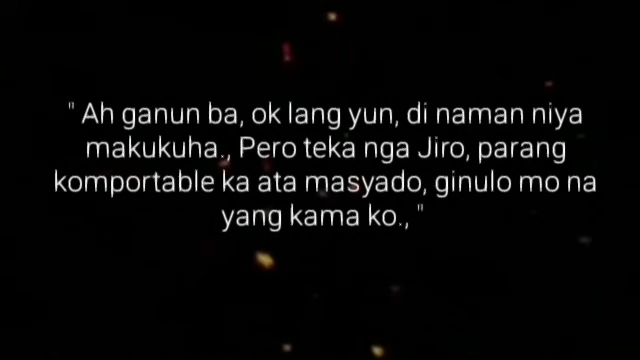 " Ah ganun ba, ok lang yun, di naman niya
makukuha., Pero teka nga Jiro, parang
komportable ka ata masyado, ginulo mo na
yang kama ko., "